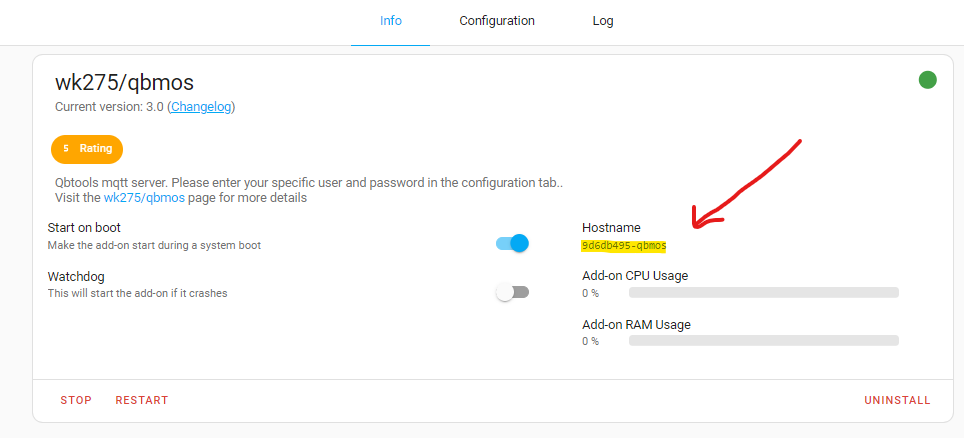 Info Configuration Log
wk275/qbmos
Current version: 3.0 (Changelog)
5 Rating
Qbtools mqtt server. Please enter your specific user and password in the configuration tab..
Visit the wk275/qbmos page for more details
Start on boot
Make the add-on start during a system boot
Watchdog
This will start the add-on if it crashes
Hostname
9d6db495-qbmos
Add-on CPU Usage
0 %
Add-on RAM Usage
0 %
STOP RESTART UNINSTALL